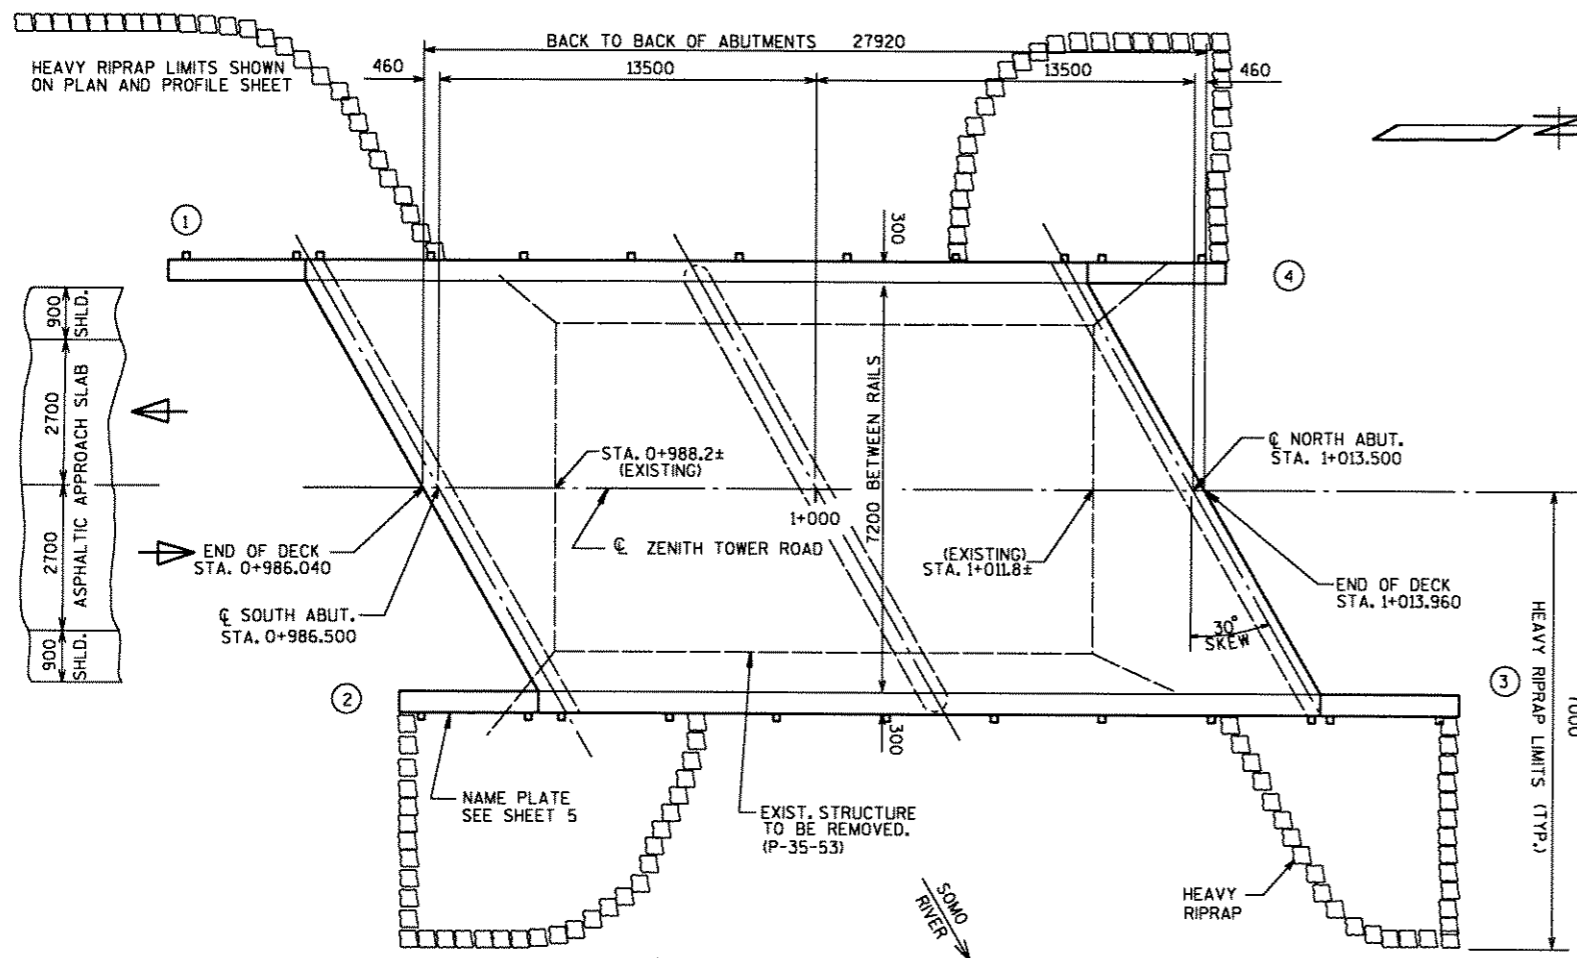 BACK TO BACK OF ABUTMENTS 27920
HEAVY RIPRAP LIMITS SHOWN
ON PLAN AND PROFILE SHEET
460
13500
13500
460
1
300
4
900
SHLD.
2700
2700
ASPHALTIC APPROACH SLAB
900
SHLD.
STA. 0+988.2±
(EXISTING)
7200 BETWEEN RAILS
℄ NORTH ABUT.
STA. 1+013.500
1+000
℄ ZENITH TOWER ROAD
END OF DECK
STA. 0+986.040
(EXISTING)
STA. 1+011.8±
END OF DECK
STA. 1+013.960
℄ SOUTH ABUT.
STA. 0+986.500
30°
SKEW
2
3
HEAVY RIPRAP LIMITS (TYP.)
300
NAME PLATE
SEE SHEET 5
EXIST. STRUCTURE
TO BE REMOVED.
(P-35-53)
HEAVY
RIPRAP
SOMO
RIVER